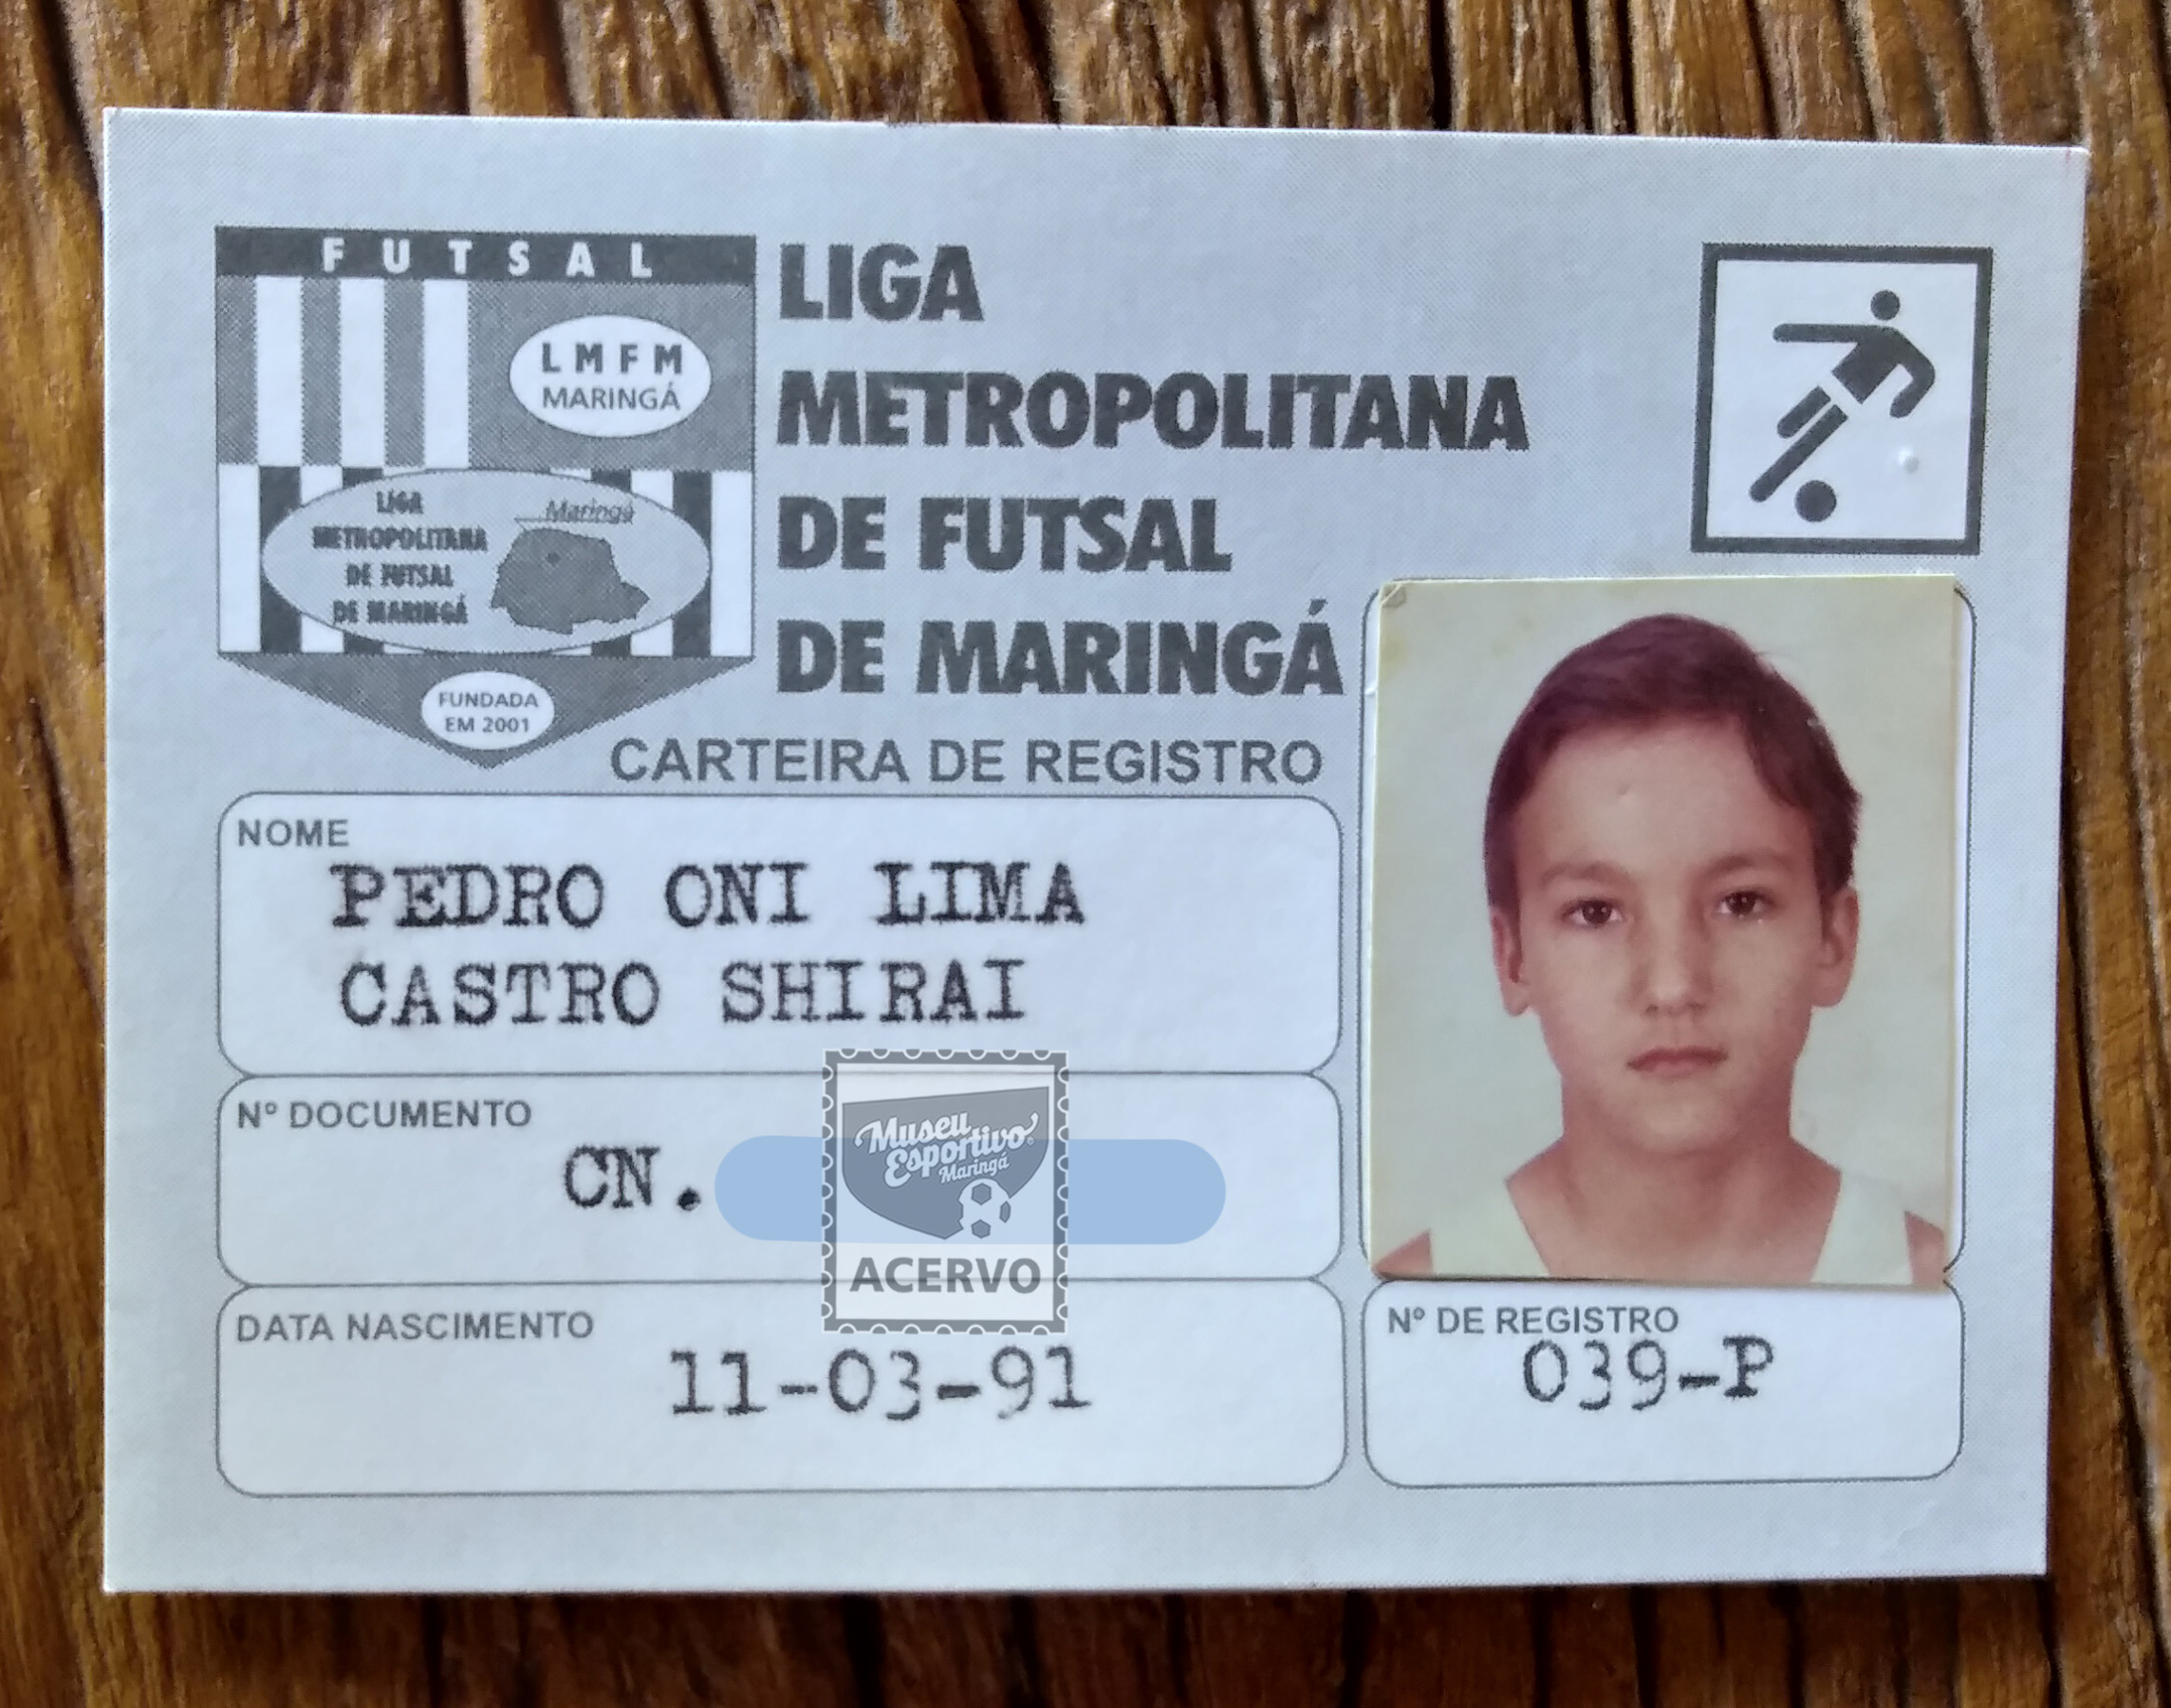 FUTSAL
LMFM
MARINGÁ
LIGA
METROPOLITANA
DE FUTSAL
DE MARINGÁ
Maringá
FUNDADA
EM 2001
LIGA
METROPOLITANA
DE FUTSAL
DE MARINGÁ
CARTEIRA DE REGISTRO
NOME
PEDRO ONI LIMA
CASTRO SHIRAI
Nº DOCUMENTO
CN.
Museu
Esportivo
Maringá
ACERVO
DATA NASCIMENTO
11-03-91
Nº DE REGISTRO
039-P